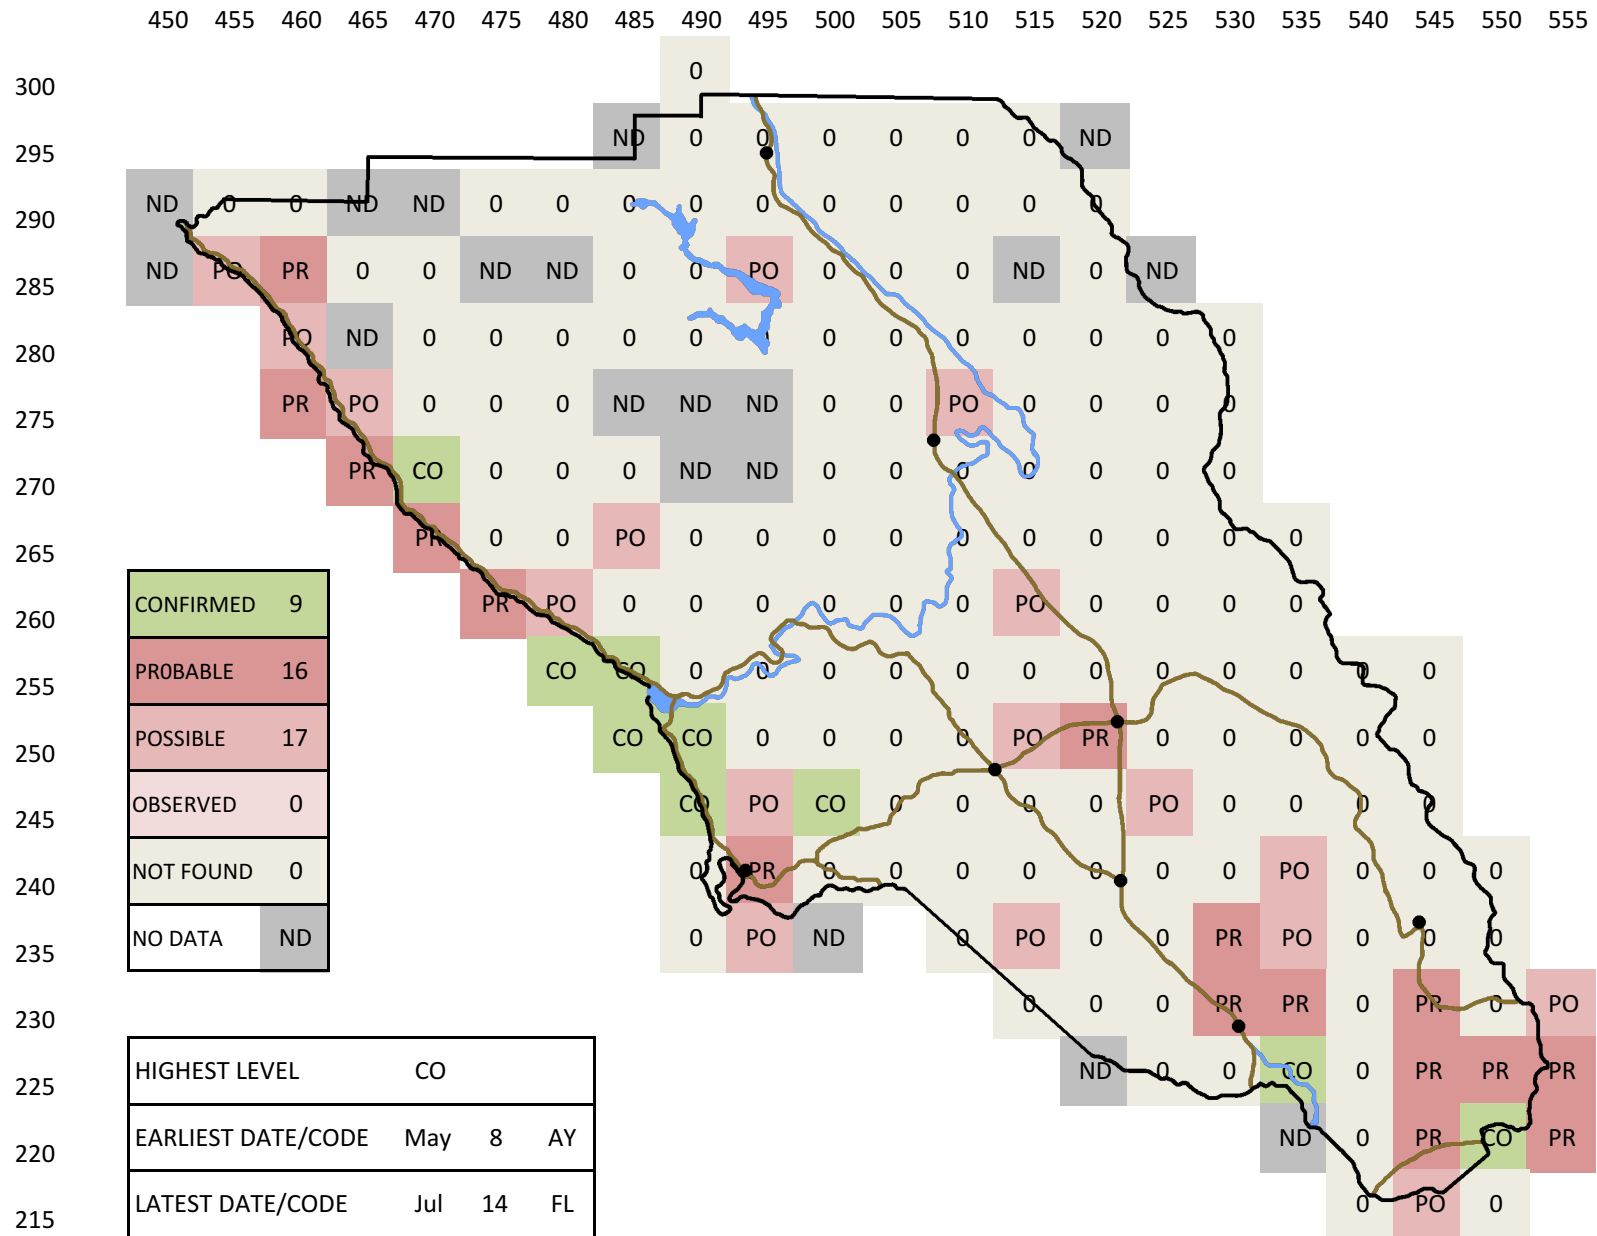 450 455 460 465 470 475 480 485 490 495 500 505 510 515 520 525 530 535 540 545 550 555
0
300
ND 0 0 0 0 0 0 ND
295
ND 0 0 ND ND 0 0 0 0 0 0 0 0 0 0
290
ND PO PR 0 0 ND ND 0 0 PO 0 0 0 ND 0 ND
285
PO ND 0 0 0 0 0 0 0 0 0 0 0 0 0
280
PR PO 0 0 0 ND ND ND 0 0 PO 0 0 0 0
275
PR CO 0 0 0 ND ND 0 0 0 0 0 0 0
270
PR 0 0 PO 0 0 0 0 0 0 0 0 0 0
265
CONFIRMED 9
PR PO 0 0 0 0 0 0 PO 0 0 0 0
260
PR0BABLE 16
CO CO 0 0 0 0 0 0 0 0 0 0 0 0
255
POSSIBLE 17
CO CO 0 0 0 0 PO PR 0 0 0 0 0
250
OBSERVED 0
CO PO CO 0 0 0 0 PO 0 0 0 0
245
NOT FOUND 0
0 PR 0 0 0 0 0 0 0 PO 0 0 0
240
NO DATA ND
0 PO ND 0 PO 0 0 PR PO 0 0 0
235
0 0 0 PR PR PR 0 PO
230
HIGHEST LEVEL CO
ND 0 0 CO 0 PR PR PR
225
EARLIEST DATE/CODE May 8 AY
ND 0 PR CO PR
220
LATEST DATE/CODE Jul 14 FL
0 PO 0
215